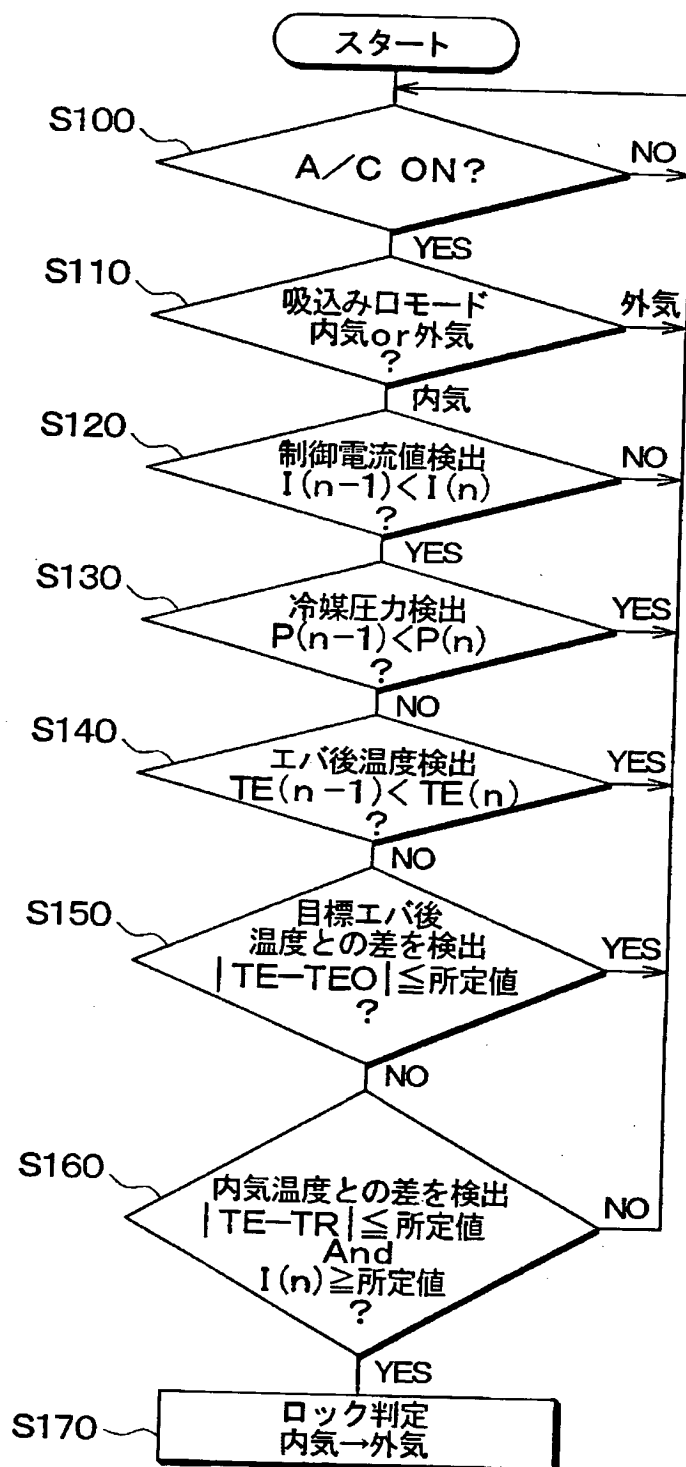 スタート
S100
A/C ON?
NO
YES
S110
吸込み口モード
内気or外気
?
外気
内気
S120
制御電流値検出
I(n-1)<I(n)
?
NO
YES
S130
冷媒圧力検出
P(n-1)<P(n)
?
YES
NO
S140
エバ後温度検出
TE(n-1)<TE(n)
?
YES
NO
S150
目標エバ後
温度との差を検出
|TE-TEO|≦所定値
?
YES
NO
S160
内気温度との差を検出
|TE-TR|≦所定値
And
I(n)≧所定値
?
NO
YES
S170
ロック判定
内気→外気